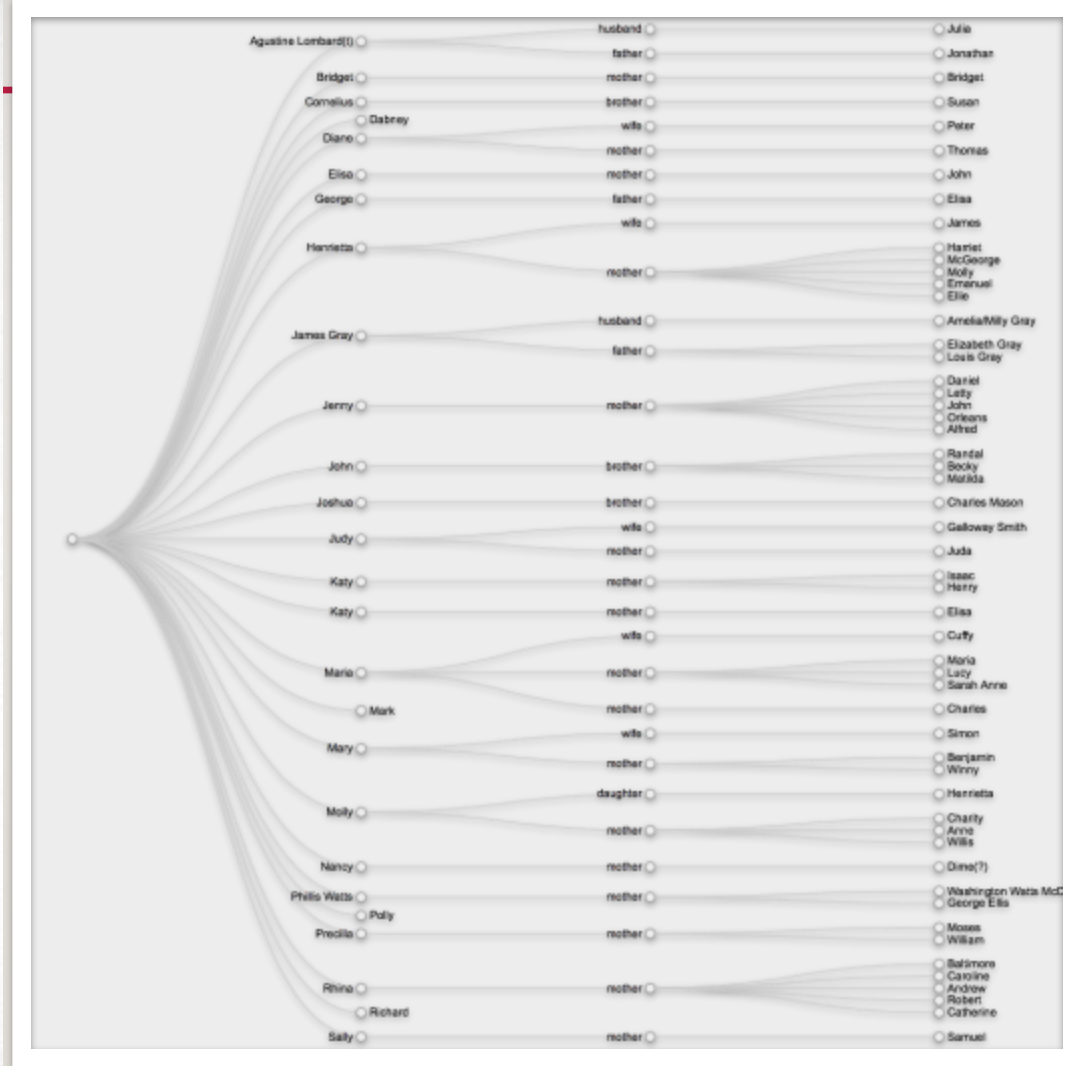 husband Julia
Agustine Lombard(t)
father Jonathan
Bridget mother Bridget
Cornelius brother Susan
Dabney
wife Peter
Diano
mother Thomas
Elisa mother John
George father Elisa
wife James
Henrietta
Harriet
McGeorge
mother Molly
Emanuel
Ellie
husband Amelia/Milly Gray
James Gray
Elizabeth Gray
father
Louis Gray
Daniel
Letty
Jenny mother John
Orleans
Alfred
Randal
John brother Becky
Matilda
Joshua brother Charles Mason
wife Galloway Smith
Judy
mother Juda
Isaac
Katy mother
Henry
Katy mother Elisa
wife Cuffy
Maria
Maria mother Lucy
Sarah Anne
mother Charles
Mark
wife Simon
Mary
Benjamin
mother
Winny
daughter Henrietta
Molly
Charity
mother Anne
Willis
Nancy mother Dime(?)
Washington Watts McD
Phillis Watts mother
George Ellis
Polly
Moses
Precilla mother
William
Baltimore
Caroline
Rhina mother Andrew
Robert
Richard Catherine
Sally mother Samuel